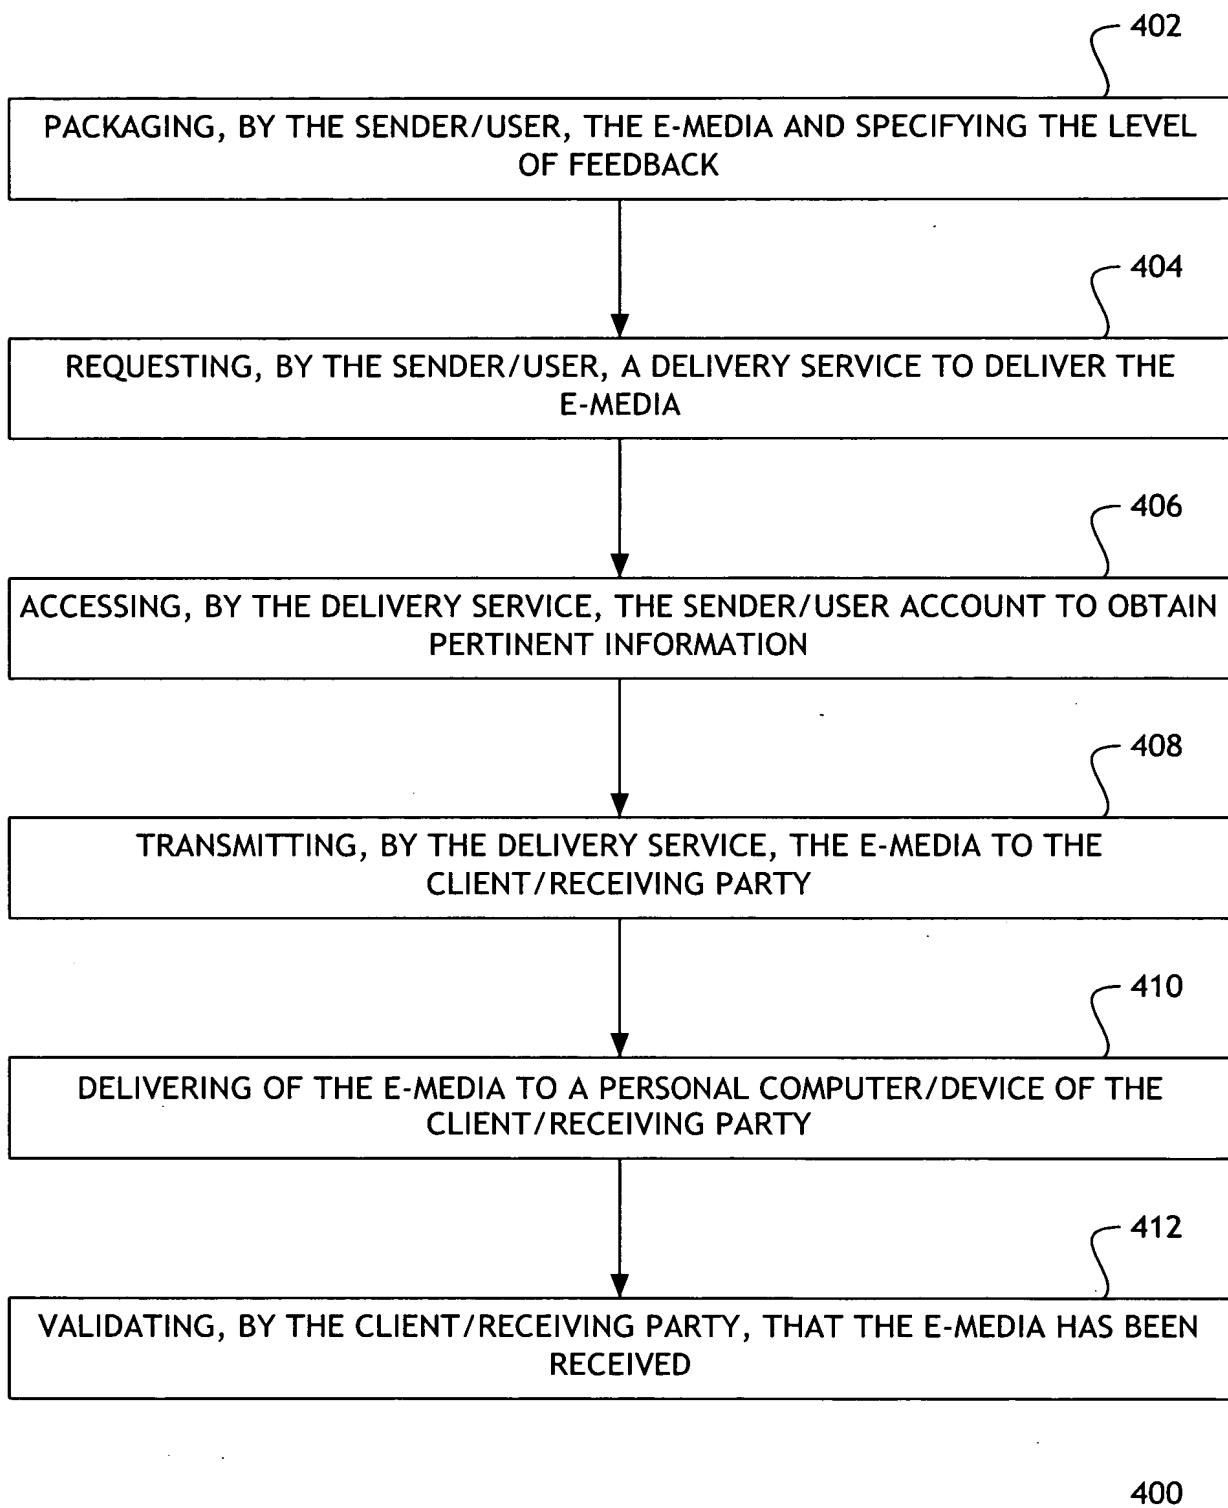 402
PACKAGING, BY THE SENDER/USER, THE E-MEDIA AND SPECIFYING THE LEVEL
OF FEEDBACK
404
REQUESTING, BY THE SENDER/USER, A DELIVERY SERVICE TO DELIVER THE
E-MEDIA
406
ACCESSING, BY THE DELIVERY SERVICE, THE SENDER/USER ACCOUNT TO OBTAIN
PERTINENT INFORMATION
408
TRANSMITTING, BY THE DELIVERY SERVICE, THE E-MEDIA TO THE
CLIENT/RECEIVING PARTY
410
DELIVERING OF THE E-MEDIA TO A PERSONAL COMPUTER/DEVICE OF THE
CLIENT/RECEIVING PARTY
412
VALIDATING, BY THE CLIENT/RECEIVING PARTY, THAT THE E-MEDIA HAS BEEN
RECEIVED
400